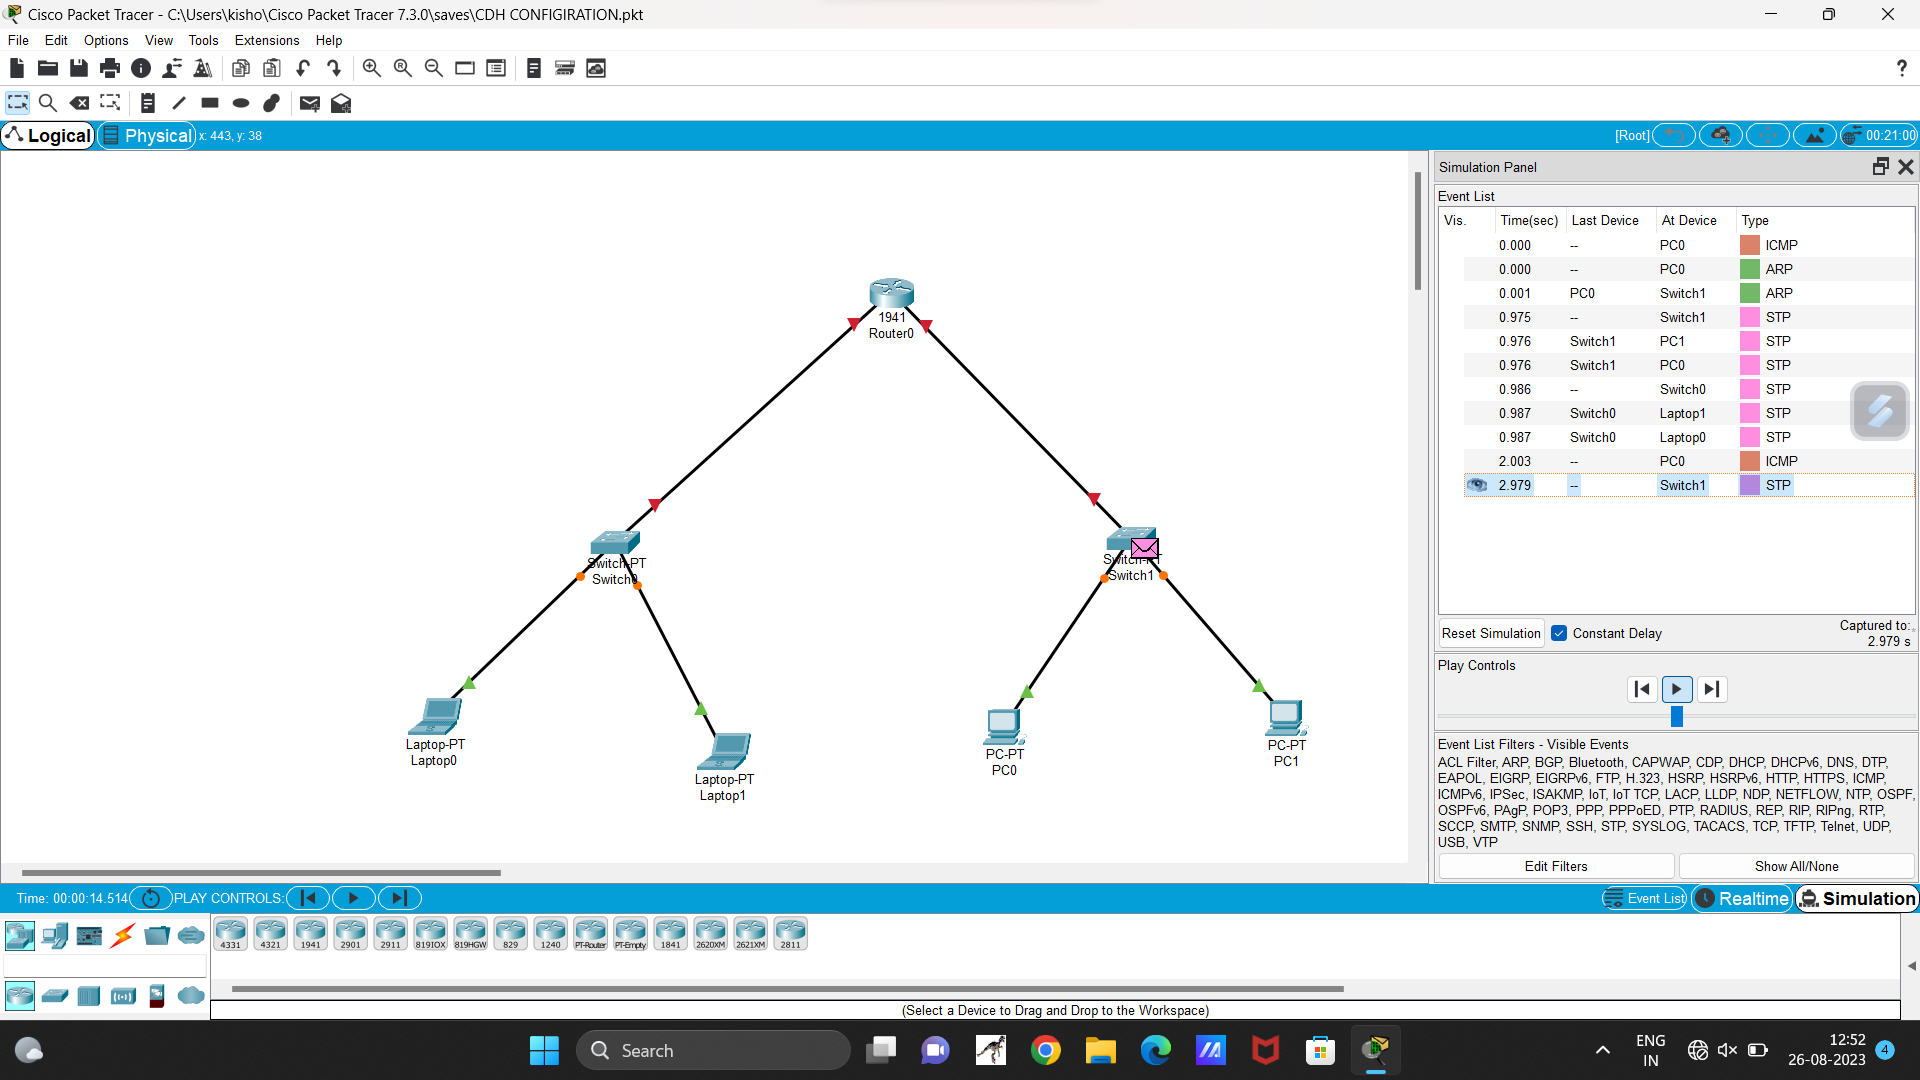 Cisco Packet Tracer - C:\Users\kisho\Cisco Packet Tracer 7.3.0\saves\CDH CONFIGIRATION.pkt
File Edit Options View Tools Extensions Help
Logical Physical x: 443, y: 38
[Root] 00:21:00
1941
Router0
Switch-PT
Switch0
Switch1
Laptop-PT
Laptop0
Laptop-PT
Laptop1
PC-PT
PC0
PC-PT
PC1
Simulation Panel
Event List
Vis. Time(sec) Last Device At Device Type
0.000 -- PC0 ICMP
0.000 -- PC0 ARP
0.001 PC0 Switch1 ARP
0.975 -- Switch1 STP
0.976 Switch1 PC1 STP
0.976 Switch1 PC0 STP
0.986 -- Switch0 STP
0.987 Switch0 Laptop1 STP
0.987 Switch0 Laptop0 STP
2.003 -- PC0 ICMP
2.979 -- Switch1 STP
Reset Simulation Constant Delay Captured to:
2.979 s
Play Controls
Event List Filters - Visible Events
ACL Filter, ARP, BGP, Bluetooth, CAPWAP, CDP, DHCP, DHCPv6, DNS, DTP,
EAPOL, EIGRP, EIGRPv6, FTP, H.323, HSRP, HSRPv6, HTTP, HTTPS, ICMP,
ICMPv6, IPSec, ISAKMP, IoT, IoT TCP, LACP, LLDP, NDP, NETFLOW, NTP, OSPF,
OSPFv6, PAgP, POP3, PPP, PPPoED, PTP, RADIUS, REP, RIP, RIPng, RTP,
SCCP, SMTP, SNMP, SSH, STP, SYSLOG, TACACS, TCP, TFTP, Telnet, UDP,
USB, VTP
Edit Filters Show All/None
Time: 00:00:14.514 PLAY CONTROLS: Event List Realtime Simulation
4331 4321 1941 2901 2911 819IOX 819HGW 829 1240 PT-Router PT-Empty 1841 2620XM 2621XM 2811
(Select a Device to Drag and Drop to the Workspace)
Search
ENG
IN
12:52
26-08-2023
4